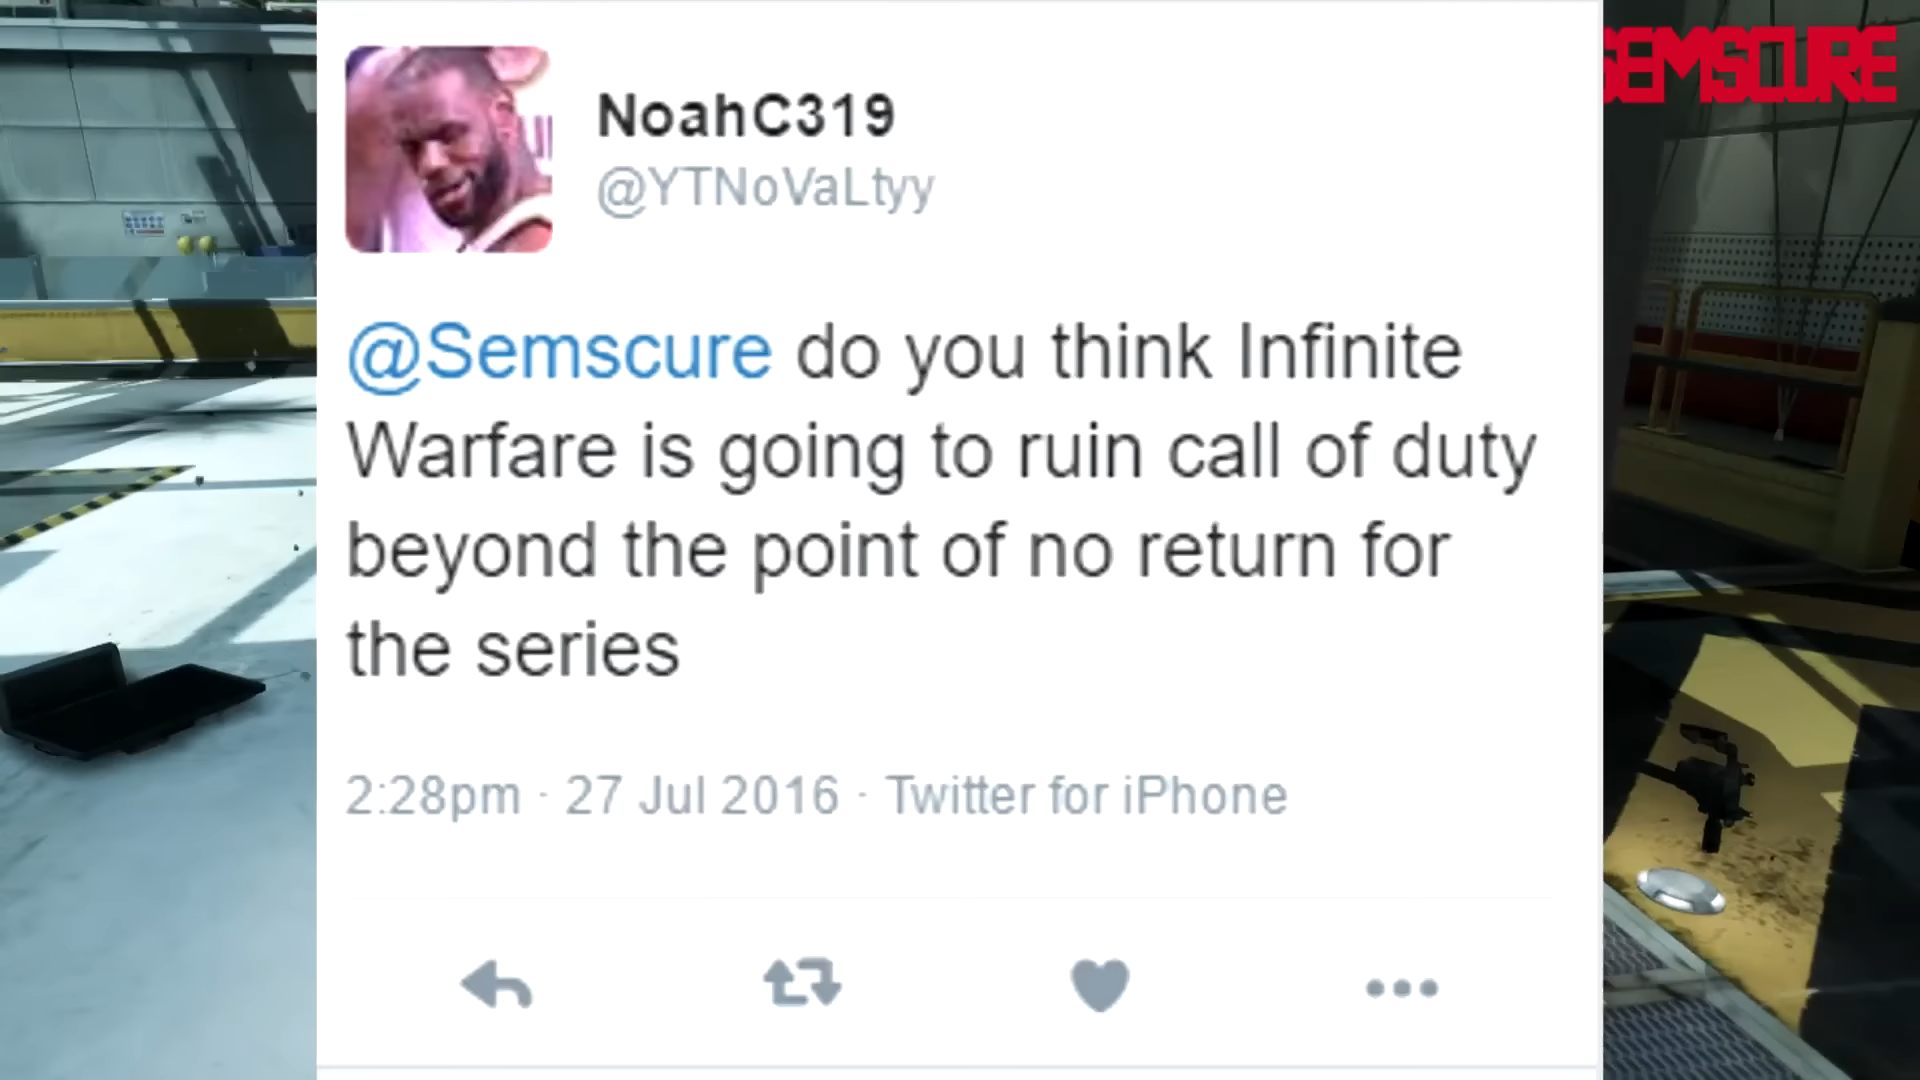 SEMSCURE
NoahC319
@YTNoVaLtyy
@Semscure do you think Infinite
Warfare is going to ruin call of duty
beyond the point of no return for
the series
2:28pm · 27 Jul 2016 · Twitter for iPhone